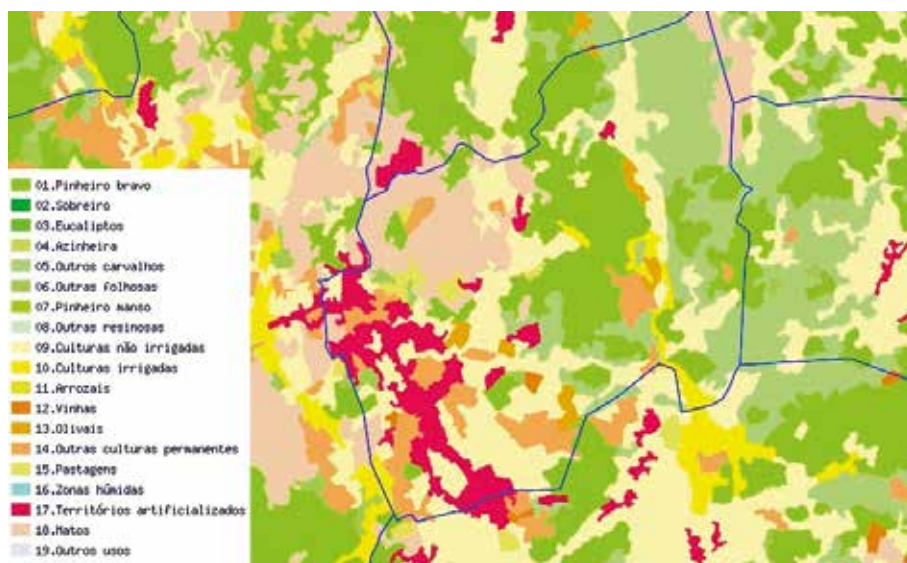 01.Pinheiro bravo
02.Sobreiro
03.Eucaliptos
04.Azinheira
05.Outros carvalhos
06.Outras folhosas
07.Pinheiro manso
08.Outras resinosas
09.Culturas não irrigadas
10.Culturas irrigadas
11.Arrozais
12.Vinhas
13.Olivais
14.Outras culturas permanentes
15.Pastagens
16.Zonas húmidas
17.Territórios artificializados
18.Matos
19.Outros usos